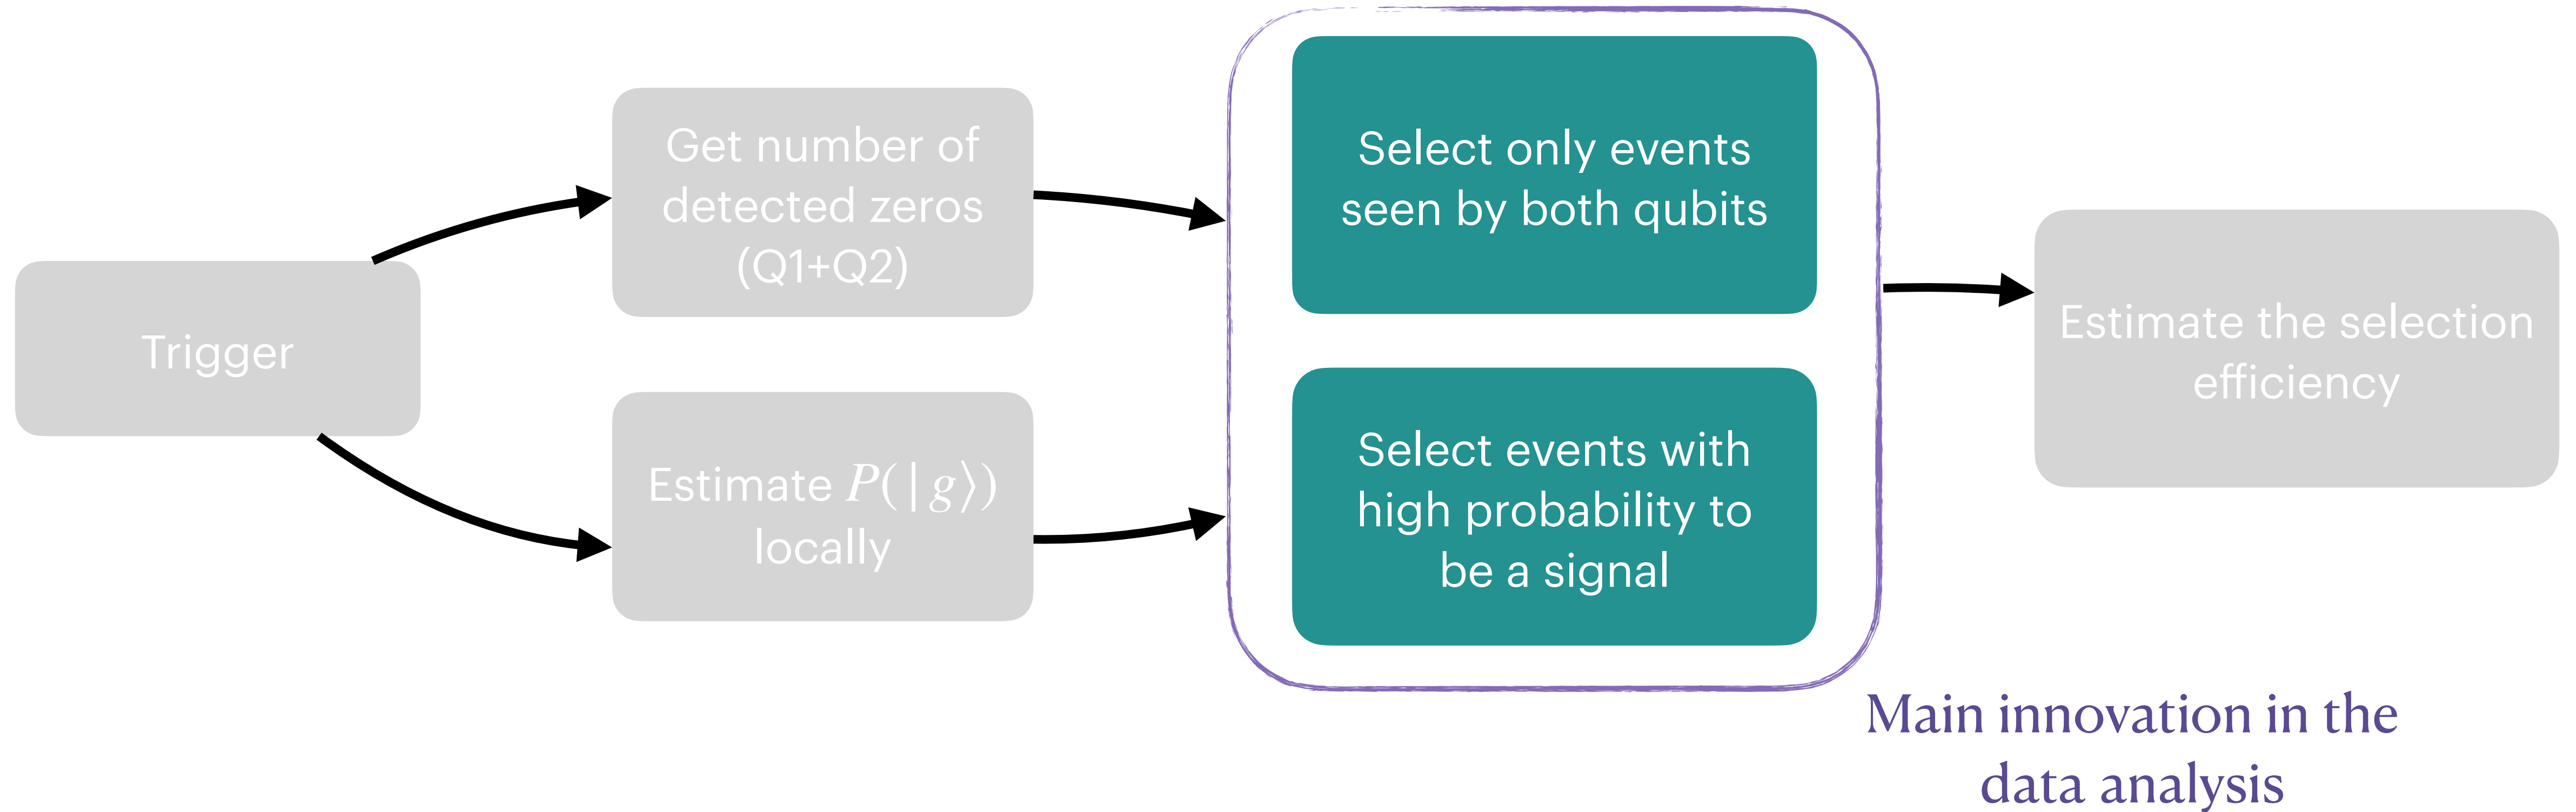 Trigger
Get number of
detected zeros
(Q1+Q2)
Estimate P(|g⟩)
locally
Select only events
seen by both qubits
Select events with
high probability to
be a signal
Estimate the selection
efficiency
Main innovation in the
data analysis